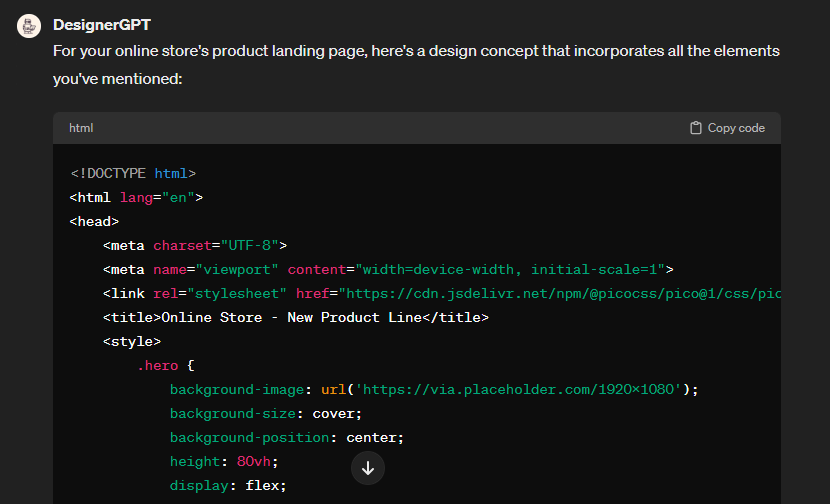 DesignerGPT
For your online store's product landing page, here's a design concept that incorporates all the elements
you've mentioned:
html
Copy code
<!DOCTYPE html>
<html lang="en">
<head>
<meta charset="UTF-8">
<meta name="viewport" content="width=device-width, initial-scale=1">
<link rel="stylesheet" href="https://cdn.jsdelivr.net/npm/@picocss/pico@1/css/pic
<title>Online Store - New Product Line</title>
<style>
.hero {
background-image: url('https://via.placeholder.com/1920x1080');
background-size: cover;
background-position: center;
height: 80vh;
display: flex;